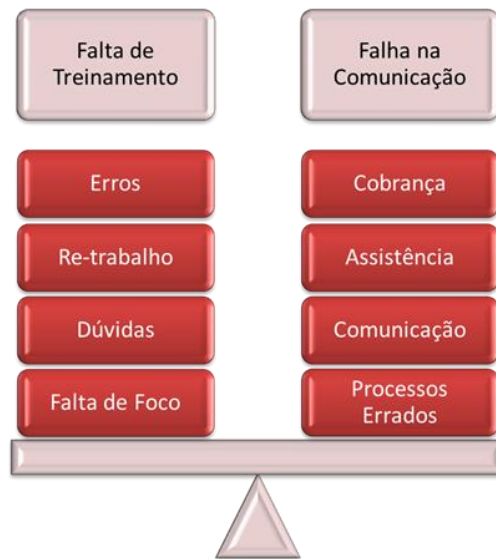 Falta de
Treinamento
Falha na
Comunicação
Erros
Cobrança
Re-trabalho
Assistência
Dúvidas
Comunicação
Falta de Foco
Processos
Errados